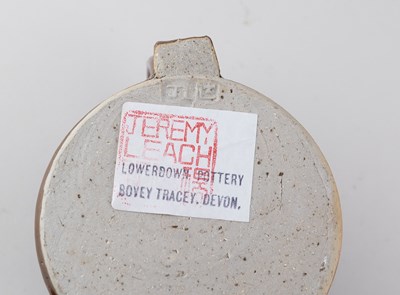 JEREMY
LEACH
LOWERDOWN POTTERY
BOVEY TRACEY, DEVON,